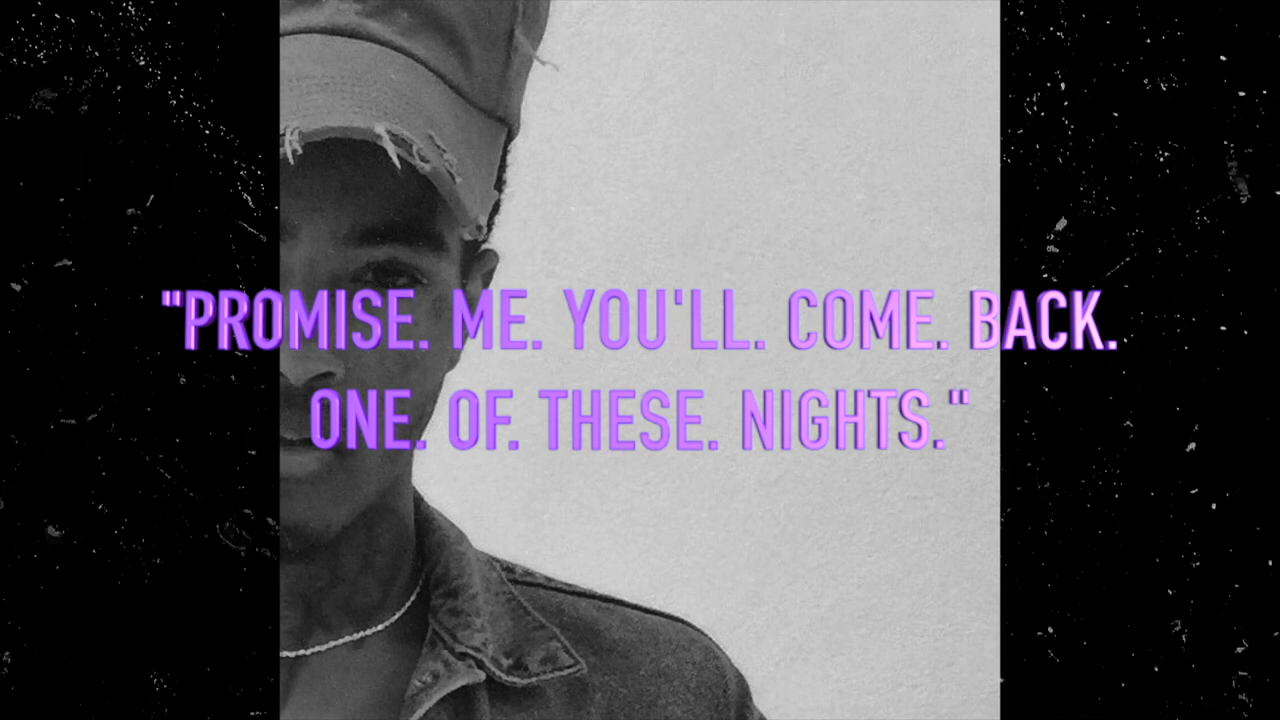 "PROMISE. ME. YOU'LL. COME. BACK.
ONE. OF. THESE. NIGHTS."